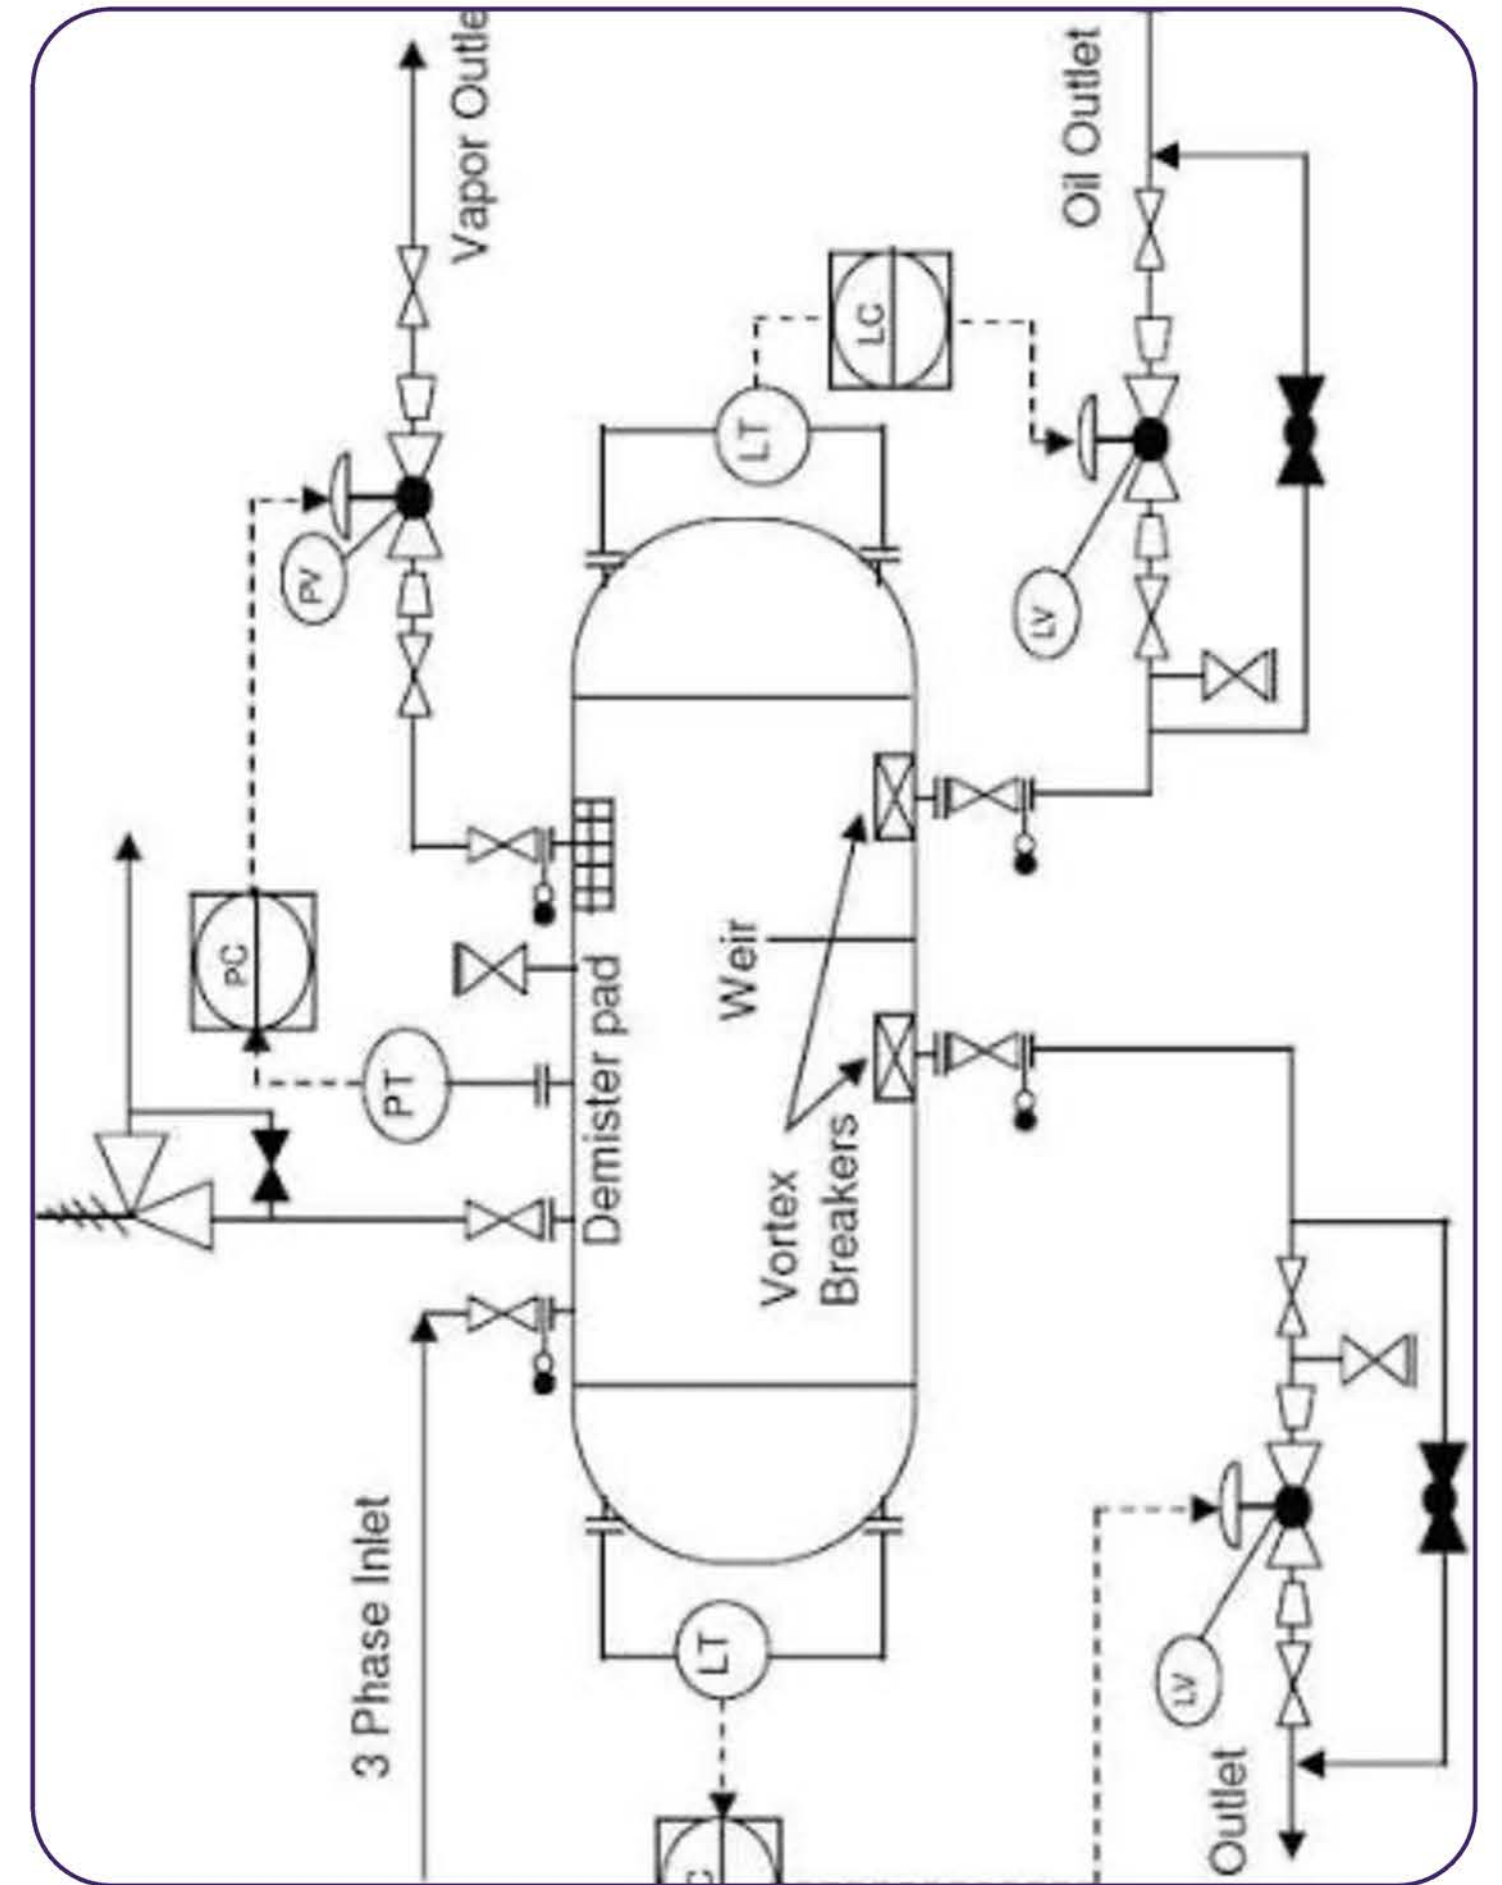 PC
PV
Vapor Outle
PT
3 Phase Inlet
Demister pad
Weir
LT
LC
Oil Outlet
LT
Vortex
Breakers
LV
C
LV
Outlet